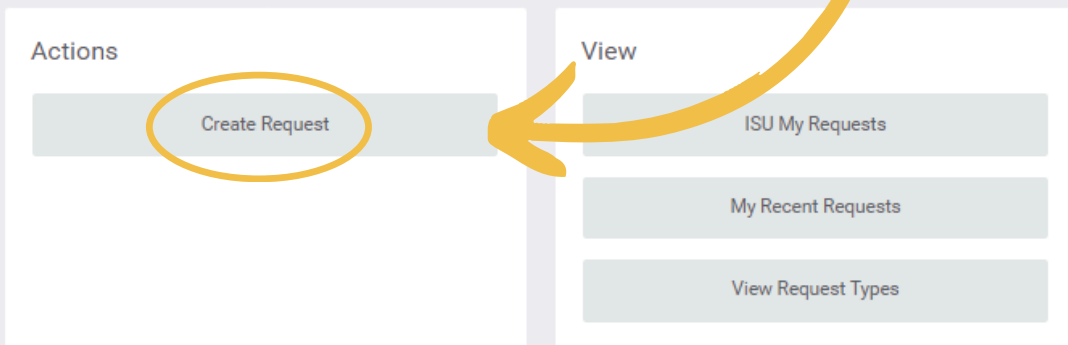 Actions
Create Request
View
ISU My Requests
My Recent Requests
View Request Types